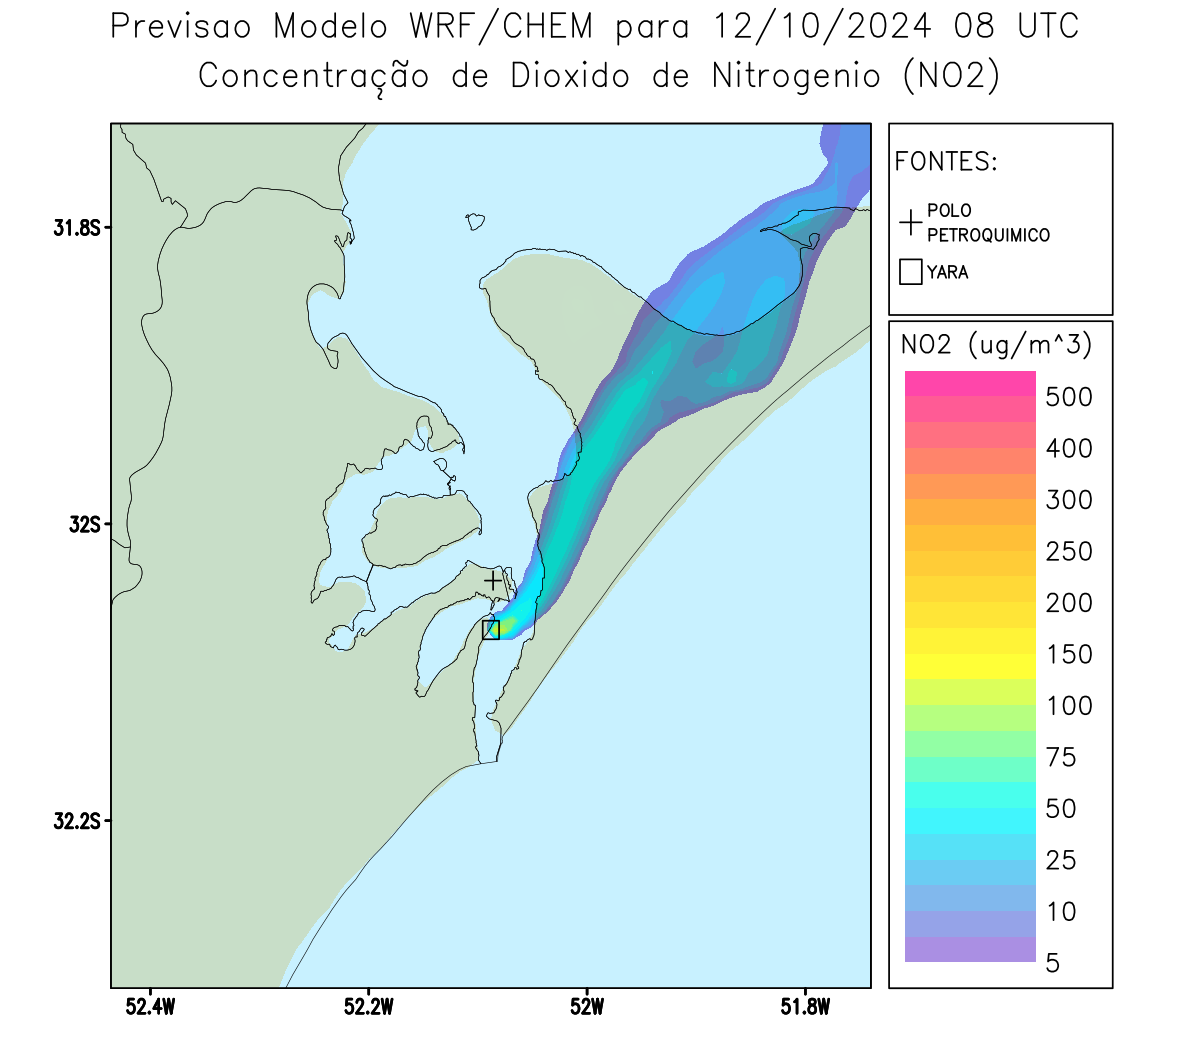 Previsao Modelo WRF/CHEM para 12/10/2024 08 UTC
Concentração de Dioxido de Nitrogenio (NO2)
FONTES:
POLO
PETROQUIMICO
YARA
NO2 (ug/m^3)
500
400
300
250
200
150
100
75
50
25
10
5
31.8S
32S
32.2S
52.4W
52.2W
52W
51.8W